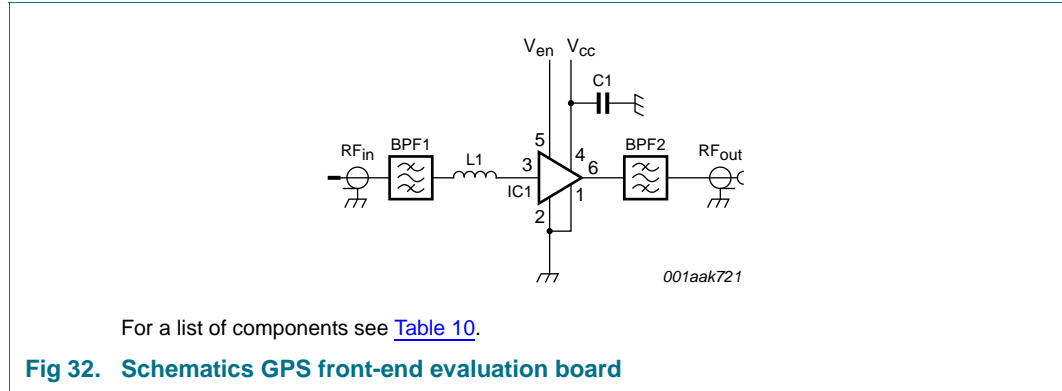 Ven Vcc
C1
RFin BPF1 L1 3 5 4 6 BPF2 RFout
IC1
2 1
001aak721
For a list of components see Table 10.
Fig 32. Schematics GPS front-end evaluation board